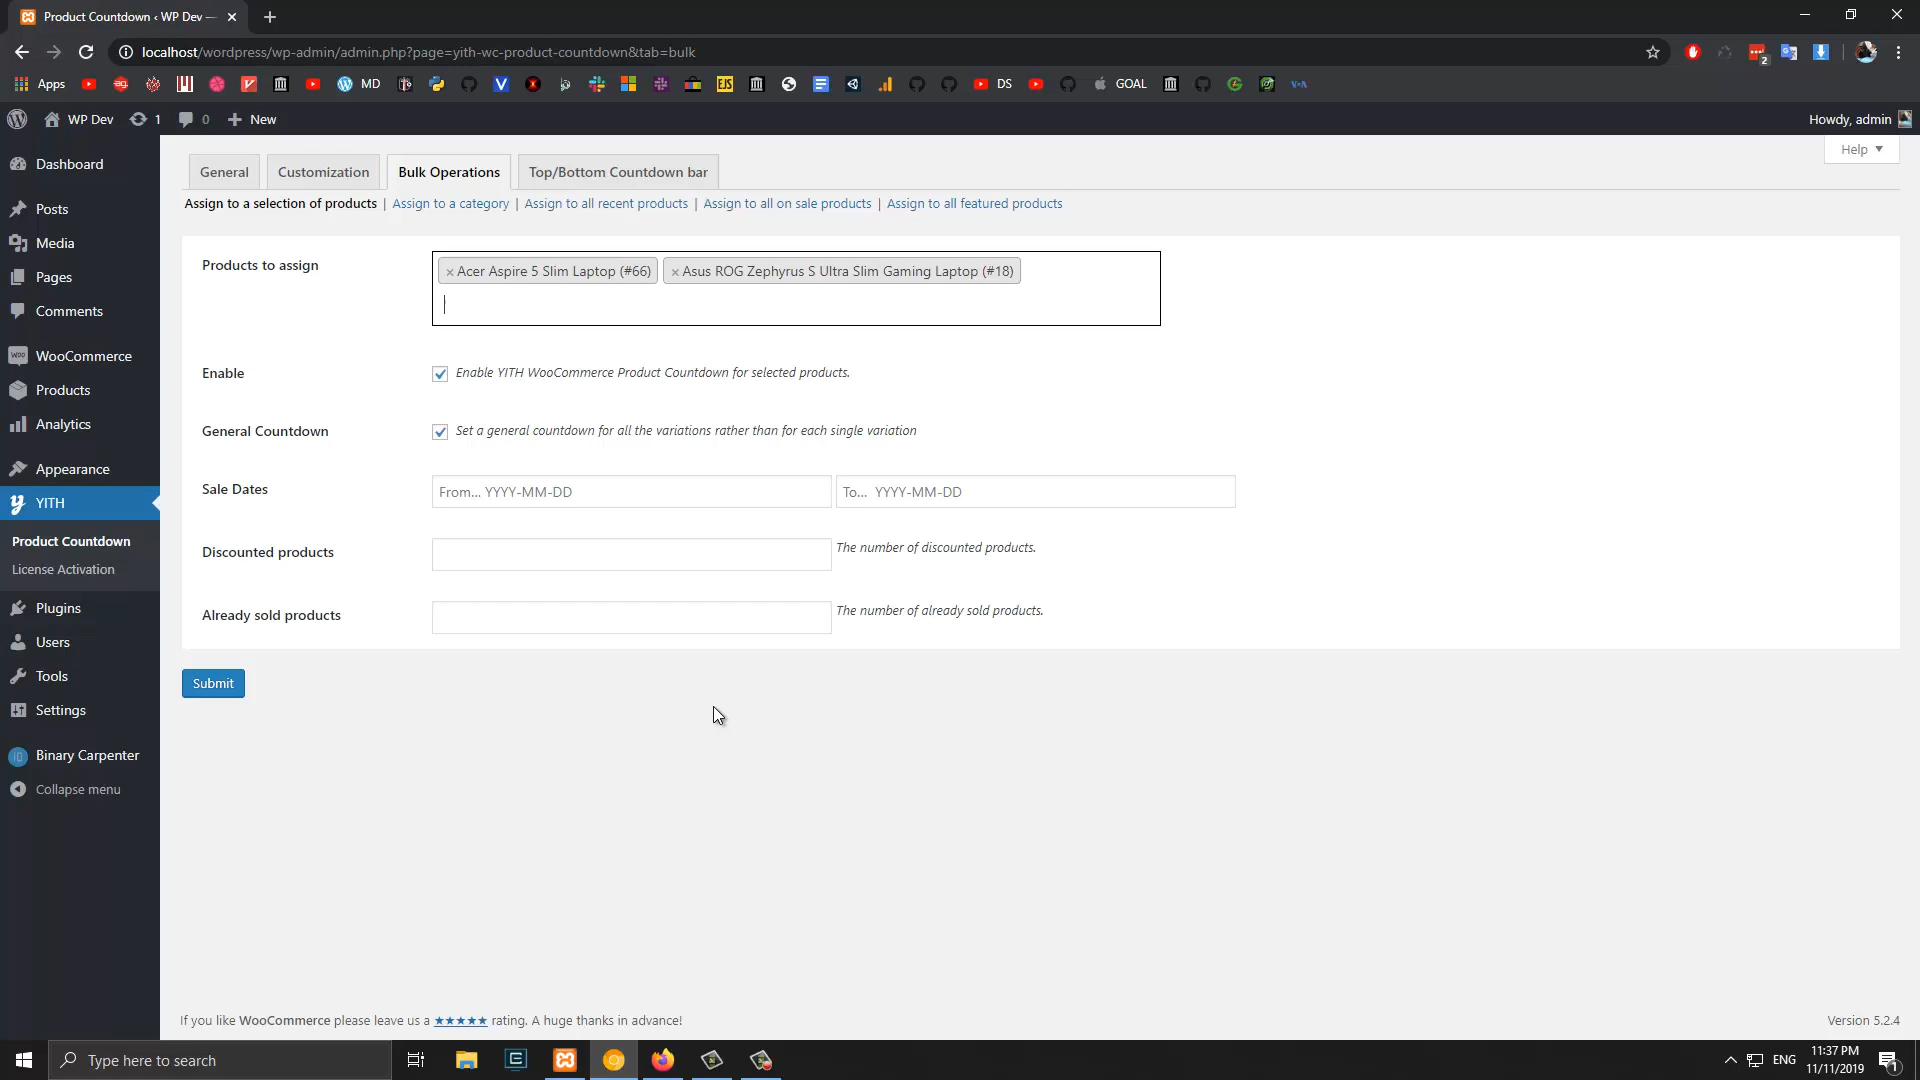 Product Countdown ‹ WP Dev —
localhost/wordpress/wp-admin/admin.php?page=yith-wc-product-countdown&tab=bulk
2
Apps
MD
EJS
DS
GOAL
VOA
WP Dev
1
0
New
Howdy, admin
Help
Dashboard
Posts
Media
Pages
Comments
WooCommerce
Products
Analytics
Appearance
YITH
Product Countdown
License Activation
Plugins
Users
Tools
Settings
Binary Carpenter
Collapse menu
General
Customization
Bulk Operations
Top/Bottom Countdown bar
Assign to a selection of products | Assign to a category | Assign to all recent products | Assign to all on sale products | Assign to all featured products
Products to assign
× Acer Aspire 5 Slim Laptop (#66)
× Asus ROG Zephyrus S Ultra Slim Gaming Laptop (#18)
Enable
Enable YITH WooCommerce Product Countdown for selected products.
General Countdown
Set a general countdown for all the variations rather than for each single variation
Sale Dates
From... YYYY-MM-DD
To... YYYY-MM-DD
Discounted products
The number of discounted products.
Already sold products
The number of already sold products.
Submit
If you like WooCommerce please leave us a ★★★★★ rating. A huge thanks in advance!
Version 5.2.4
Type here to search
ENG
11:37 PM
11/11/2019
1